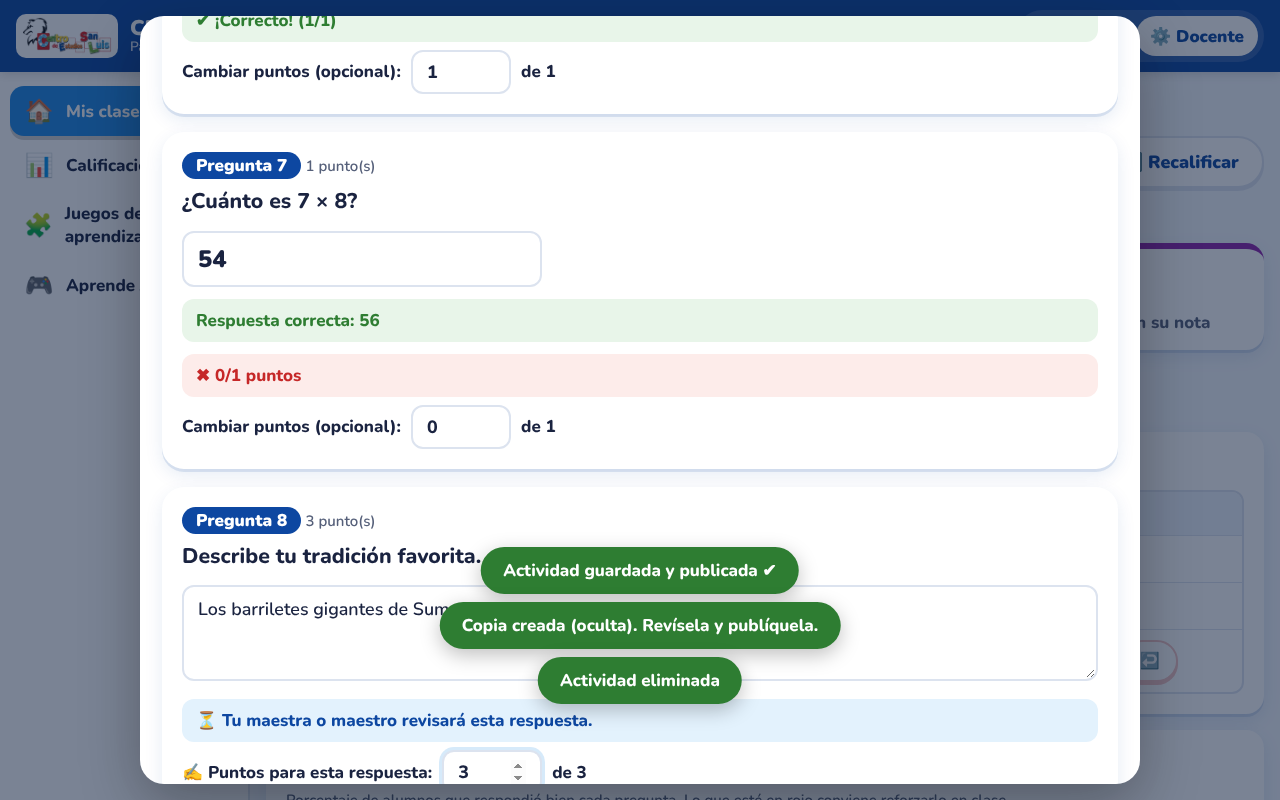 San Luis
Docente
Mis clase
Recalificar
Juegos de
Aprende
n su nota
✔ ¡Correcto! (1/1)
Cambiar puntos (opcional): 1 de 1
Pregunta 7 1 punto(s)
¿Cuánto es 7 × 8?
54
Respuesta correcta: 56
✖ 0/1 puntos
Cambiar puntos (opcional): 0 de 1
Pregunta 8 3 punto(s)
Describe tu tradición favorita.
Actividad guardada y publicada ✔
Los barriletes gigantes de Sum
Copia creada (oculta). Revísela y publíquela.
Actividad eliminada
⏳ Tu maestra o maestro revisará esta respuesta.
✍ Puntos para esta respuesta: 3 de 3